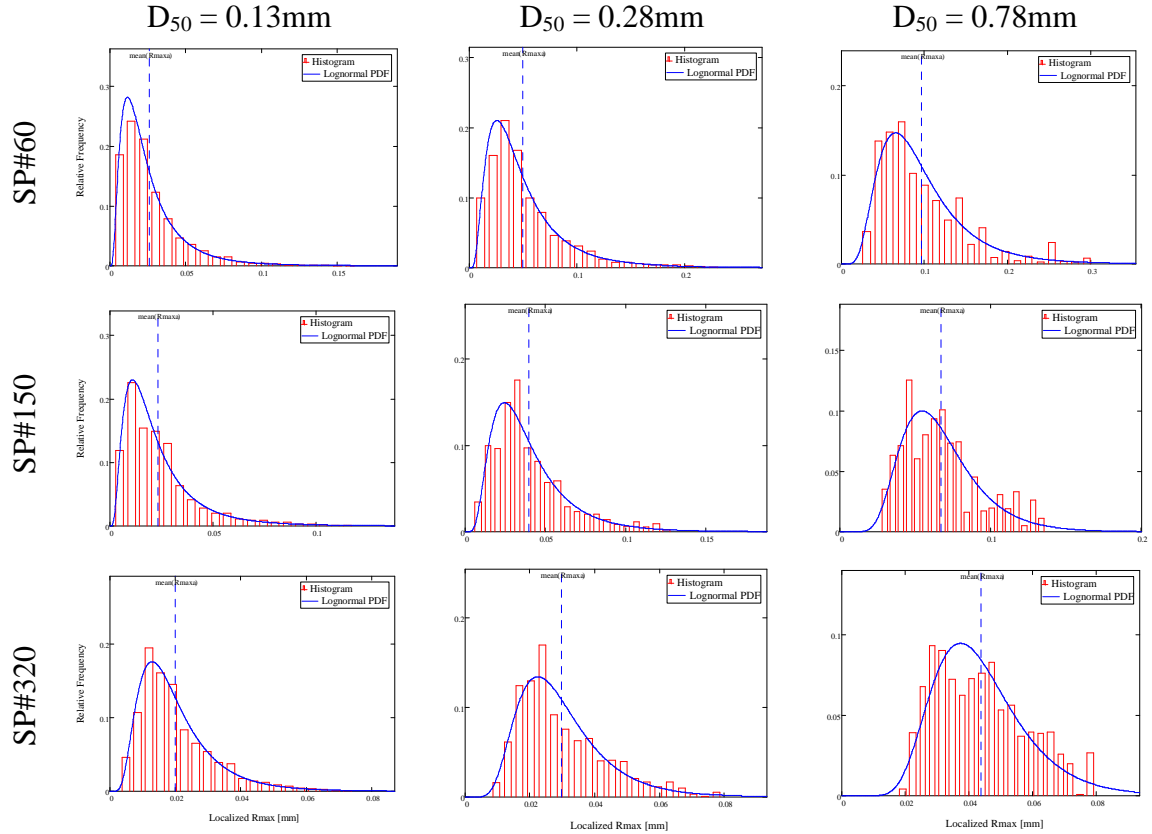 D₅₀ = 0.13mm
D₅₀ = 0.28mm
D₅₀ = 0.78mm
SP#60
mean(Rmaxa)
Histogram
Lognormal PDF
Relative Frequency
0.3
0.2
0.1
0
0
0.05
0.1
0.15
mean(Rmaxa)
Histogram
Lognormal PDF
0.3
0.2
0.1
0
0
0.1
0.2
mean(Rmaxa)
Histogram
Lognormal PDF
0.2
0.1
0
0
0.1
0.2
0.3
SP#150
mean(Rmaxa)
Histogram
Lognormal PDF
Relative Frequency
0.3
0.2
0.1
0
0
0.05
0.1
mean(Rmaxa)
Histogram
Lognormal PDF
0.2
0.1
0
0
0.05
0.1
0.15
mean(Rmaxa)
Histogram
Lognormal PDF
0.15
0.1
0.05
0
0
0.1
0.2
SP#320
mean(Rmaxa)
Histogram
Lognormal PDF
Relative Frequency
0.2
0.1
0
0
0.02
0.04
0.06
0.08
Localized Rmax [mm]
mean(Rmaxa)
Histogram
Lognormal PDF
0.2
0.1
0
0
0.02
0.04
0.06
0.08
Localized Rmax [mm]
mean(Rmaxa)
Histogram
Lognormal PDF
0.1
0.05
0
0
0.02
0.04
0.06
0.08
Localized Rmax [mm]